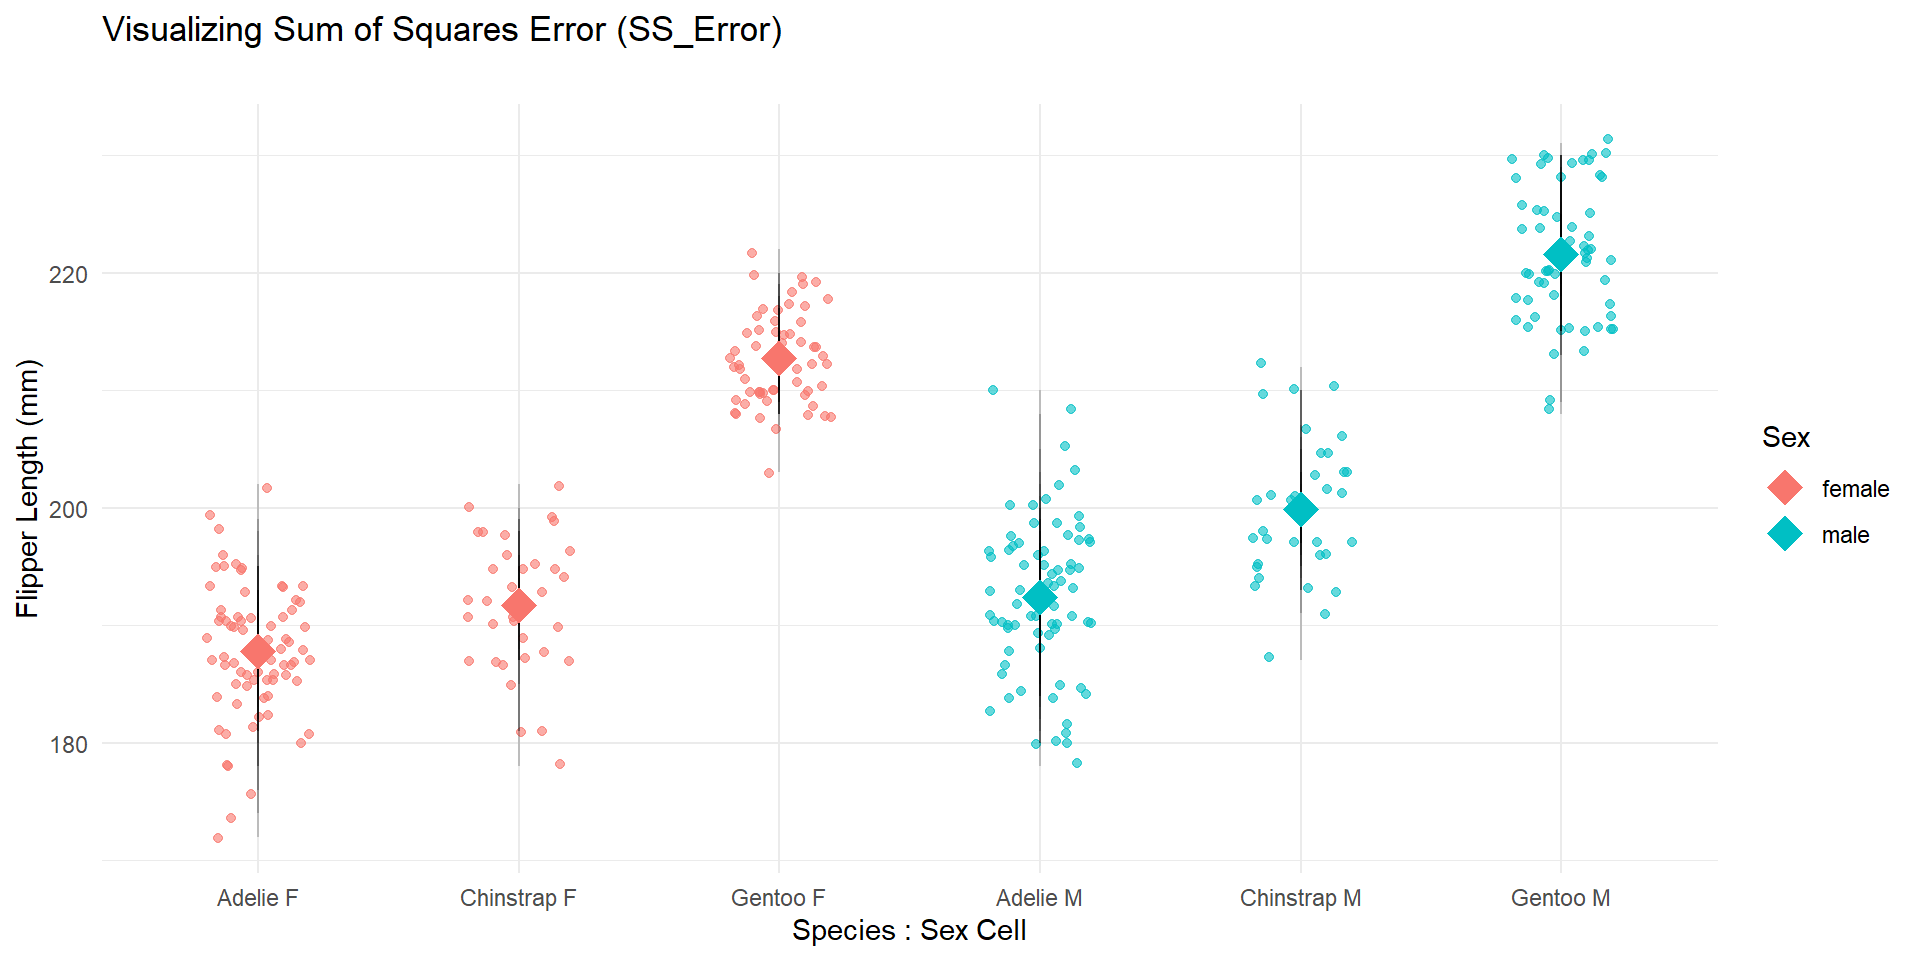 Visualizing Sum of Squares Error (SS_Error)
Flipper Length (mm)
220
200
180
Adelie F
Chinstrap F
Gentoo F
Adelie M
Chinstrap M
Gentoo M
Species : Sex Cell
Sex
female
male